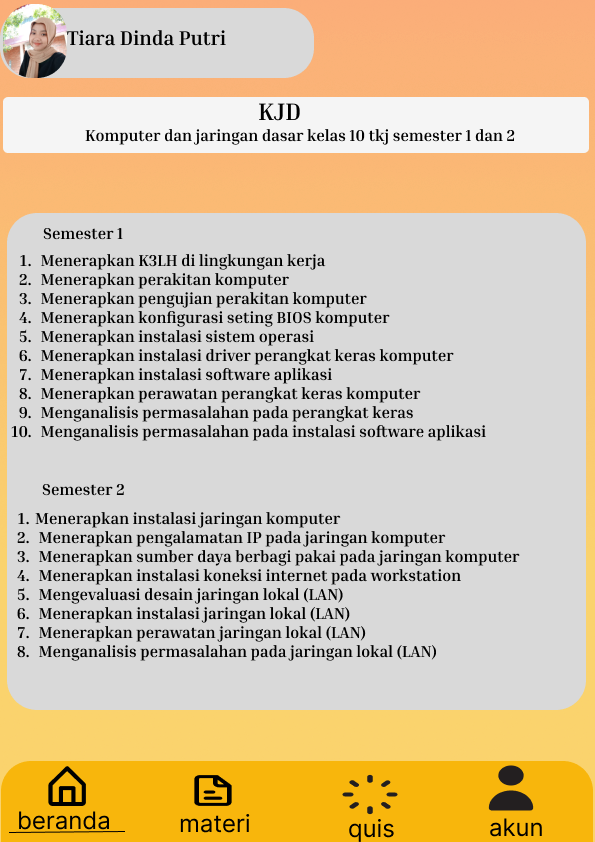 Tiara Dinda Putri
KJD
Komputer dan jaringan dasar kelas 10 tkj semester 1 dan 2
Semester 1
1. Menerapkan K3LH di lingkungan kerja
2. Menerapkan perakitan komputer
3. Menerapkan pengujian perakitan komputer
4. Menerapkan konfigurasi seting BIOS komputer
5. Menerapkan instalasi sistem operasi
6. Menerapkan instalasi driver perangkat keras komputer
7. Menerapkan instalasi software aplikasi
8. Menerapkan perawatan perangkat keras komputer
9. Menganalisis permasalahan pada perangkat keras
10. Menganalisis permasalahan pada instalasi software aplikasi
Semester 2
1. Menerapkan instalasi jaringan komputer
2. Menerapkan pengalamatan IP pada jaringan komputer
3. Menerapkan sumber daya berbagi pakai pada jaringan komputer
4. Menerapkan instalasi koneksi internet pada workstation
5. Mengevaluasi desain jaringan lokal (LAN)
6. Menerapkan instalasi jaringan lokal (LAN)
7. Menerapkan perawatan jaringan lokal (LAN)
8. Menganalisis permasalahan pada jaringan lokal (LAN)
beranda
materi
quis
akun